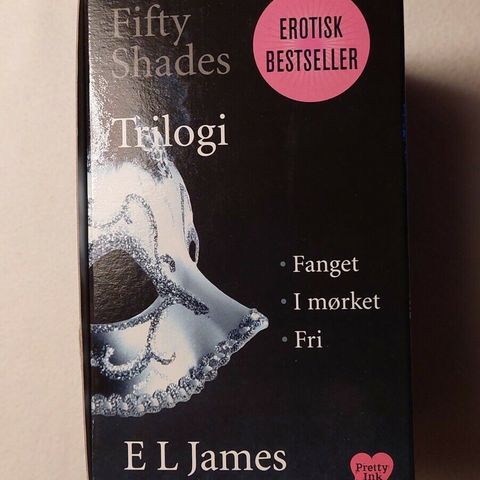 Fifty
Shades
Trilogi
EROTISK
BESTSELLER
• Fanget
• I mørket
• Fri
E L James
Pretty
Ink